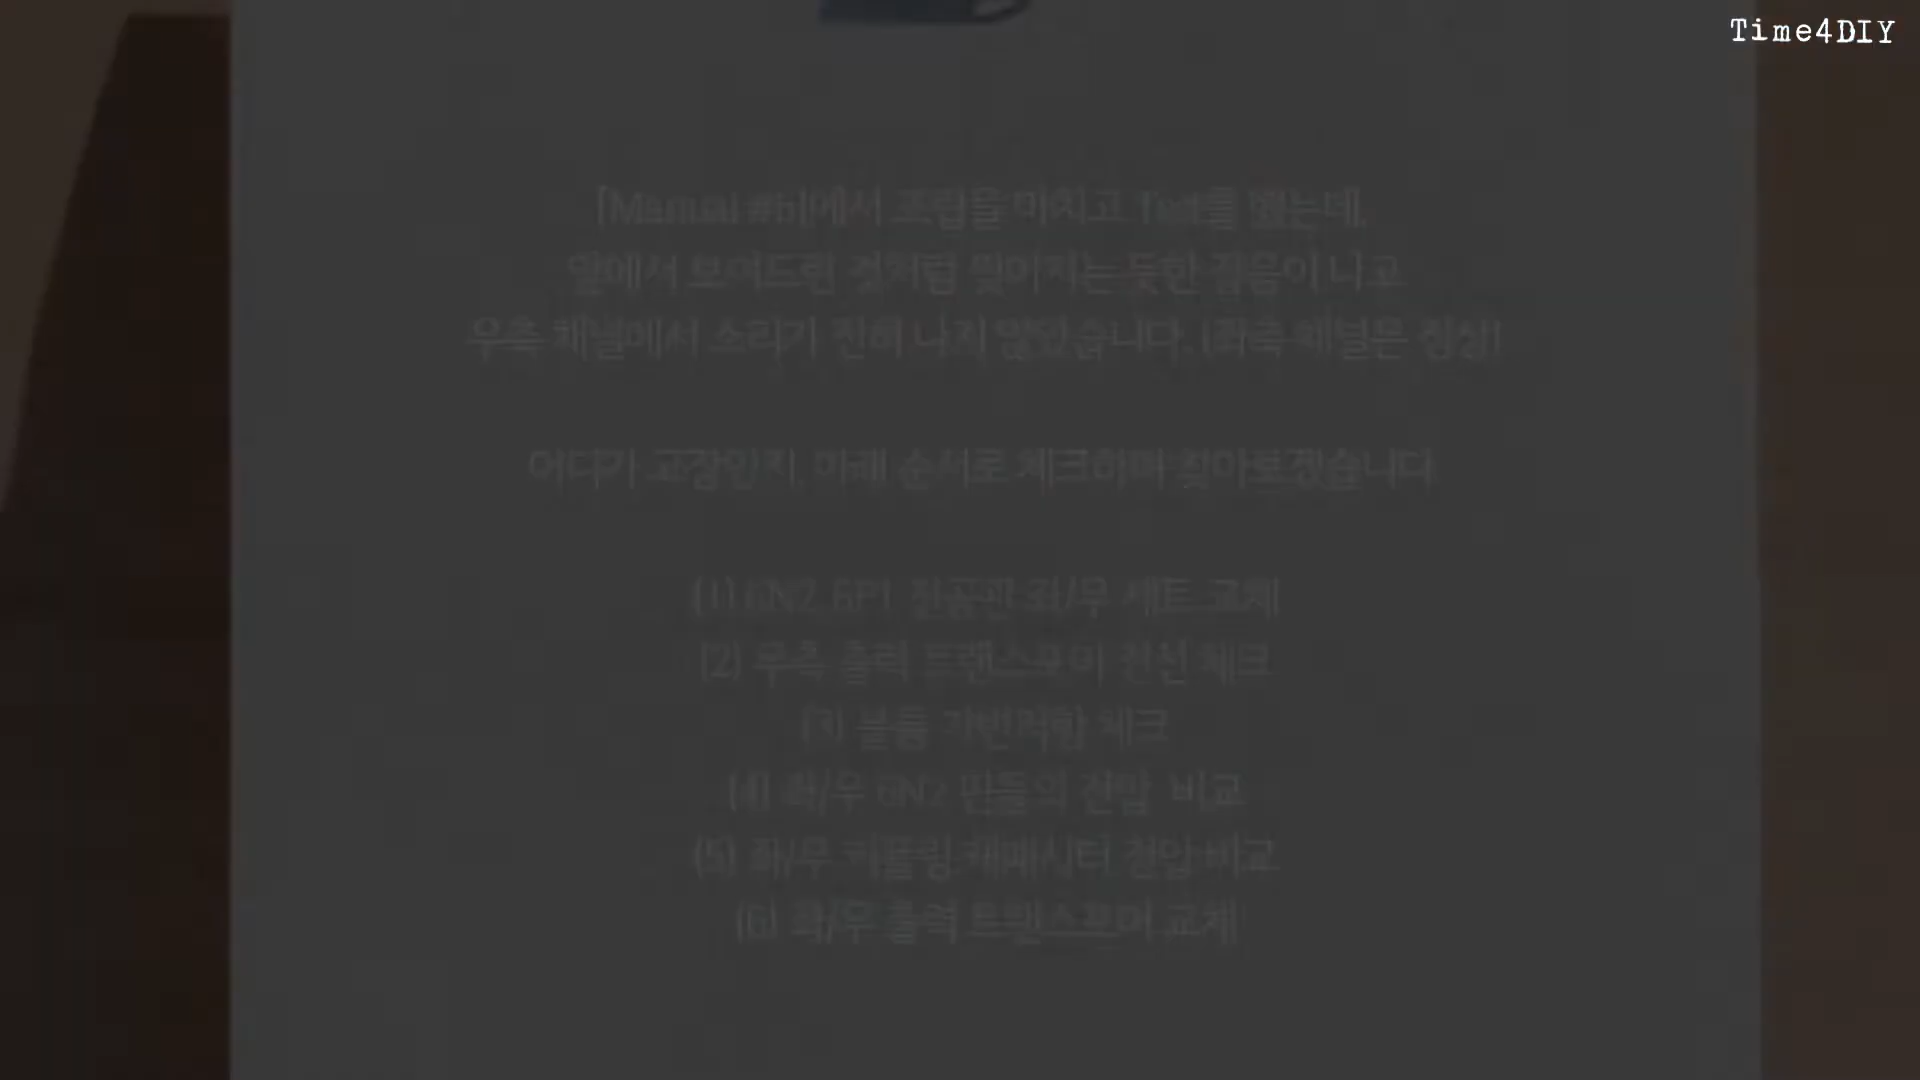 Time4DIY
에서 조립을 마치고 Test를 했는데,
앞에서 보여드린 것처럼 찢어지는 듯한 잡음이 나고
우측 채널에서 소리가 전혀 나지 않았습니다. (좌측 채널은 정상)
어디가 고장인지, 아래 순서로 체크하며 찾아보겠습니다.
(1) 6N2, 6P1 진공관 좌/우 세트 교체
(2) 우측 출력 트랜스포머 전선 체크
(3) 볼륨 가변저항 체크
(4) 좌/우 6N2 핀들의 전압 비교
(5) 좌/우 커플링 캐패시터 전압 비교
(6) 좌/우 출력 트랜스포머 교체